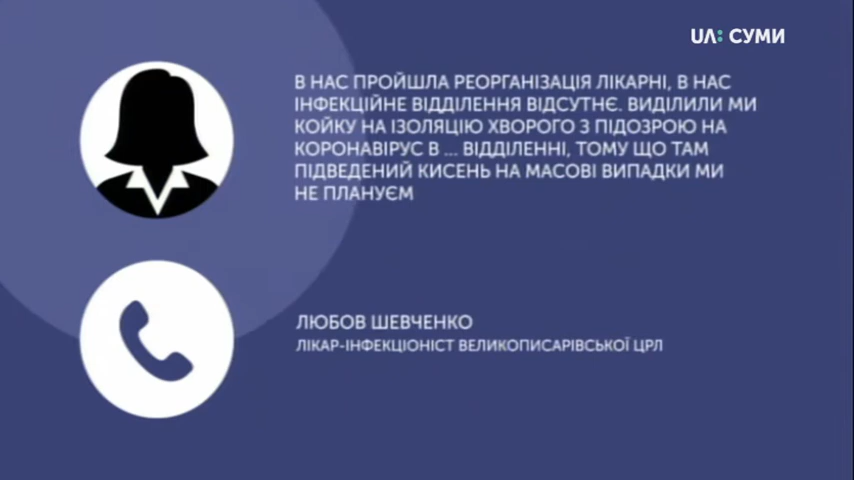 UA: СУМИ
В НАС ПРОЙШЛА РЕОРГАНІЗАЦІЯ ЛІКАРНІ, В НАС
ІНФЕКЦІЙНЕ ВІДДІЛЕННЯ ВІДСУТНЄ. ВИДІЛИЛИ МИ
КОЙКУ НА ІЗОЛЯЦІЮ ХВОРОГО З ПІДОЗРОЮ НА
КОРОНАВІРУС В ... ВІДДІЛЕННІ, ТОМУ ЩО ТАМ
ПІДВЕДЕНИЙ КИСЕНЬ НА МАСОВІ ВИПАДКИ МИ
НЕ ПЛАНУЄМ
ЛЮБОВ ШЕВЧЕНКО
ЛІКАР-ІНФЕКЦІОНІСТ ВЕЛИКОПИСАРІВСЬКОЇ ЦРЛ